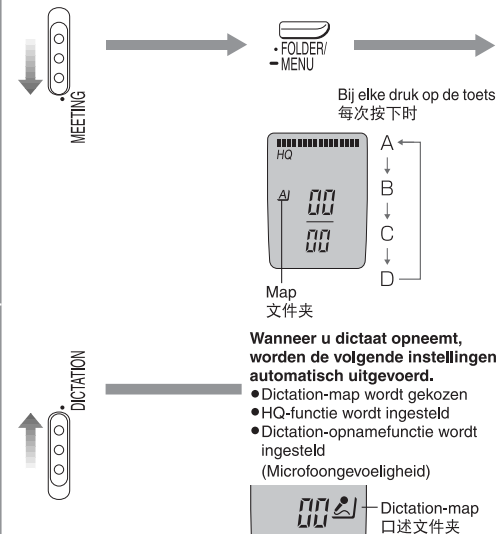 MEETING
• FOLDER/
– MENU
Bij elke druk op de toets
每次按下时
HQ
A
00
00
A
B
C
D
Map
文件夹
DICTATION
Wanneer u dictaat opneemt,
worden de volgende instellingen
automatisch uitgevoerd.
●Dictation-map wordt gekozen
●HQ-functie wordt ingesteld
●Dictation-opnamefunctie wordt
ingesteld
(Microfoongevoeligheid)
00
Dictation-map
口述文件夹